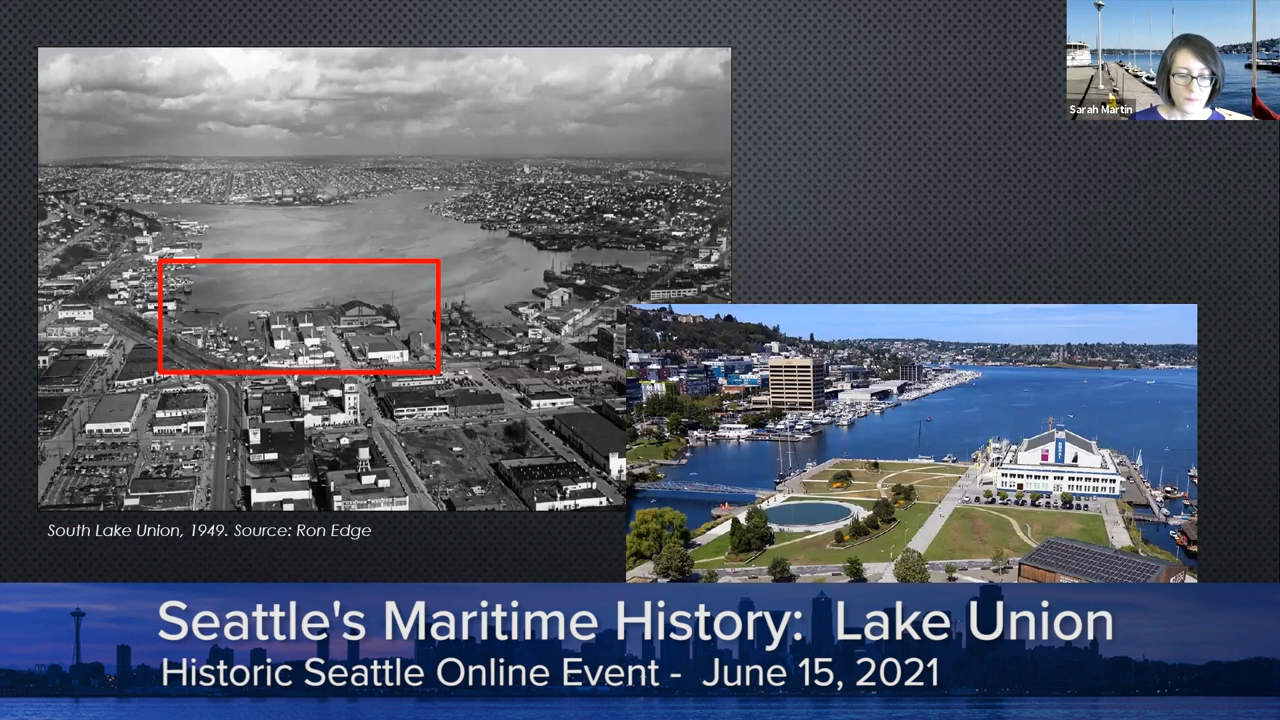 Sarah Martin
South Lake Union, 1949. Source: Ron Edge
Seattle's Maritime History:  Lake Union
Historic Seattle Online Event -  June 15, 2021